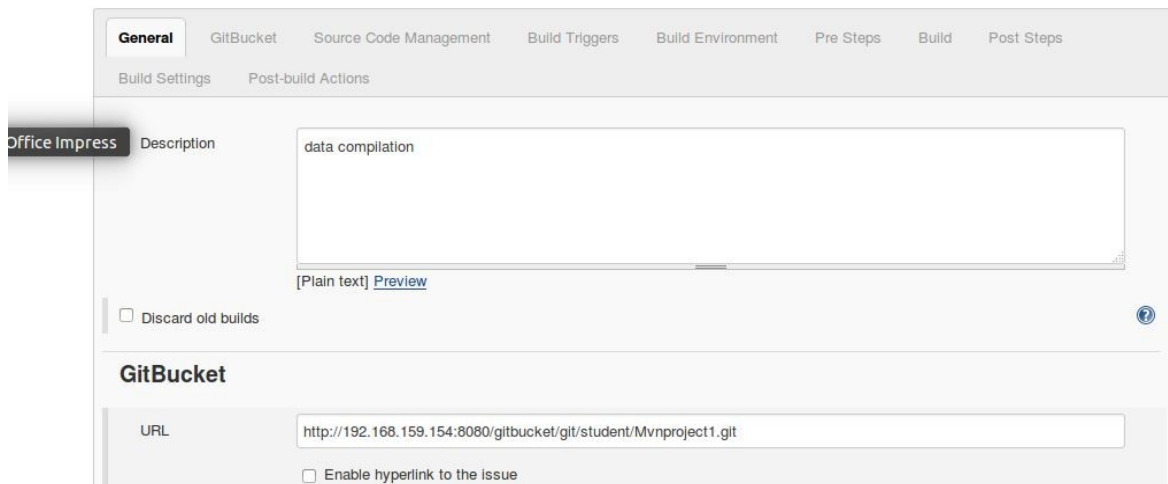 General GitBucket Source Code Management Build Triggers Build Environment Pre Steps Build Post Steps
Build Settings Post-build Actions
Office Impress
Description
data compilation
[Plain text] Preview
Discard old builds
GitBucket
URL
http://192.168.159.154:8080/gitbucket/git/student/Mvnproject1.git
Enable hyperlink to the issue